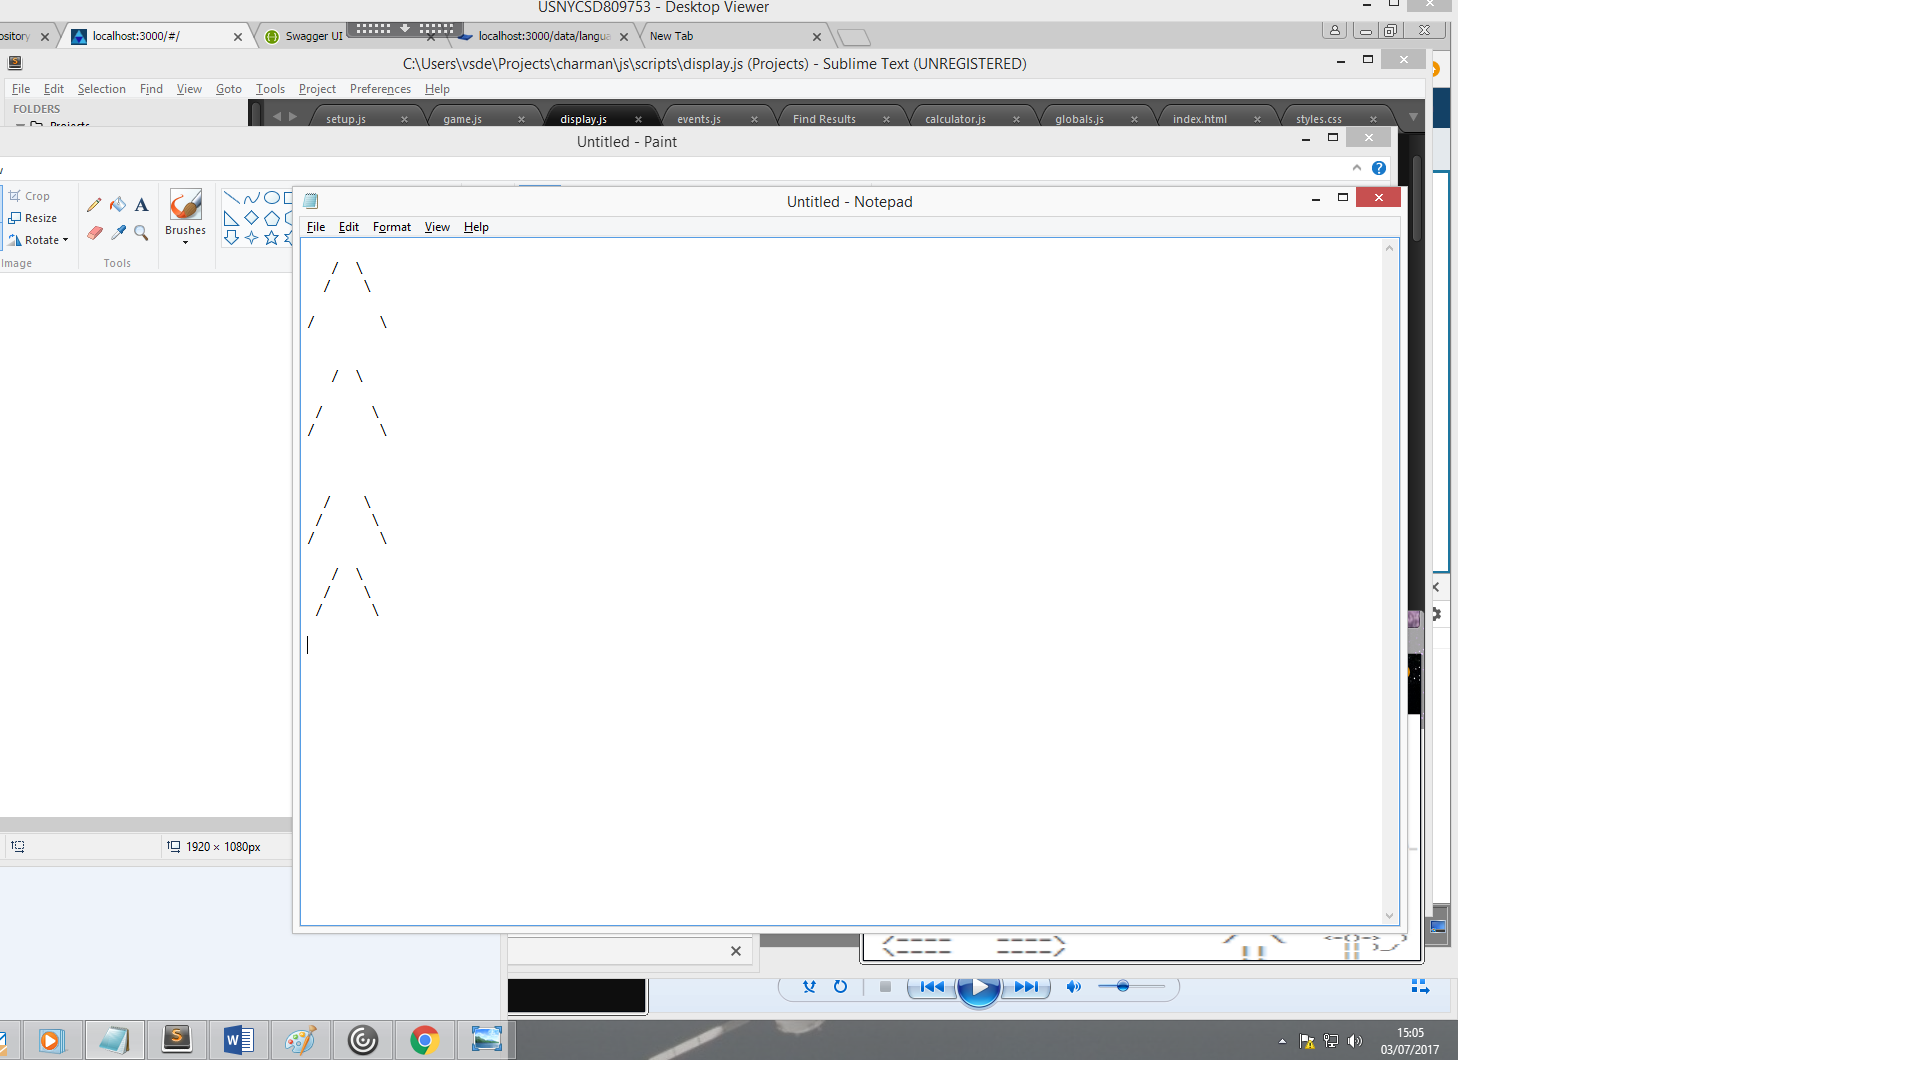 USNYCSD809753 - Desktop Viewer
ository
localhost:3000/#/
Swagger UI
localhost:3000/data/langua
New Tab
C:\Users\vsde\Projects\charman\js\scripts\display.js (Projects) - Sublime Text (UNREGISTERED)
File Edit Selection Find View Goto Tools Project Preferences Help
FOLDERS
Projects
setup.js game.js display.js events.js Find Results calculator.js globals.js index.html styles.css
Untitled - Paint
Crop
Resize
Rotate
Image
Tools
Brushes
Untitled - Notepad
File Edit Format View Help
   /  \
  /    \
/        \
   /  \
 /      \
/        \
  /    \
 /      \
/        \
   /  \
  /    \
 /      \
1920 × 1080px
15:05
03/07/2017